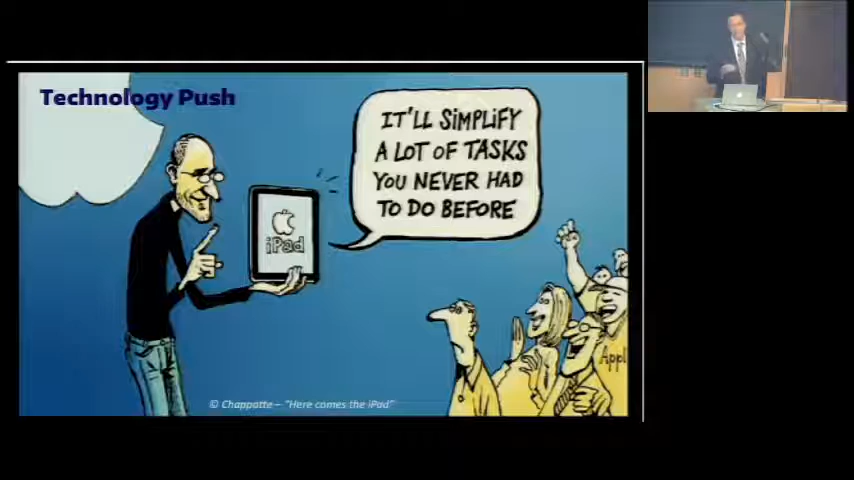 Technology Push
IT'LL SIMPLIFY
A LOT OF TASKS
YOU NEVER HAD
TO DO BEFORE
iPad
Appl
© Chappatte – "Here comes the iPad"